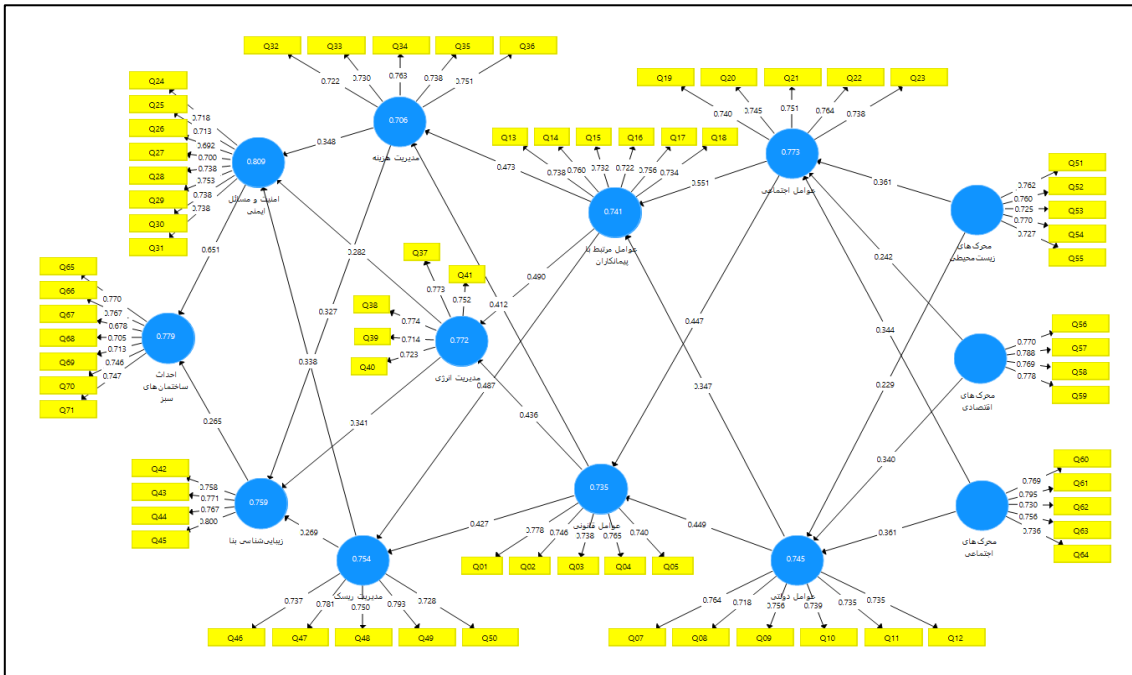 Q32
Q33
Q34
Q35
Q36
0.722
0.730
0.763
0.738
0.751
0.706
مدیریت هزینه
Q24
Q25
Q26
Q27
Q28
Q29
Q30
Q31
0.718
0.713
0.692
0.700
0.738
0.753
0.738
0.738
0.809
امنیت و مسائل
ایمنی
0.348
Q19
Q20
Q21
Q22
Q23
0.740
0.745
0.751
0.764
0.738
0.773
عوامل اجتماعی
Q13
Q14
Q15
Q16
Q17
Q18
0.738
0.760
0.732
0.722
0.756
0.734
0.741
عوامل مرتبط با
پیمانکاران
0.473
0.551
0.361
Q51
Q52
Q53
Q54
Q55
0.762
0.760
0.725
0.770
0.727
محرک های
زیست‌محیطی
0.651
0.282
0.490
0.412
0.447
0.242
0.344
0.327
0.338
0.487
0.347
0.229
Q37
Q41
Q38
Q39
Q40
0.773
0.752
0.774
0.714
0.723
0.772
مدیریت انرژی
Q65
Q66
Q67
Q68
Q69
Q70
Q71
0.770
0.767
0.678
0.705
0.713
0.746
0.747
0.779
احداث
ساختمان‌های
سبز
Q56
Q57
Q58
Q59
0.770
0.788
0.769
0.778
محرک های
اقتصادی
0.265
0.341
0.436
0.340
Q42
Q43
Q44
Q45
0.758
0.771
0.767
0.800
0.759
زیبایی‌شناسی بنا
0.269
0.427
0.735
عوامل قانونی
0.778
0.746
0.738
0.765
0.740
Q01
Q02
Q03
Q04
Q05
0.449
0.361
Q60
Q61
Q62
Q63
Q64
0.769
0.795
0.730
0.756
0.736
محرک های
اجتماعی
0.754
مدیریت ریسک
0.737
0.781
0.750
0.793
0.728
Q46
Q47
Q48
Q49
Q50
0.745
عوامل دولتی
0.764
0.718
0.756
0.739
0.735
0.735
Q07
Q08
Q09
Q10
Q11
Q12